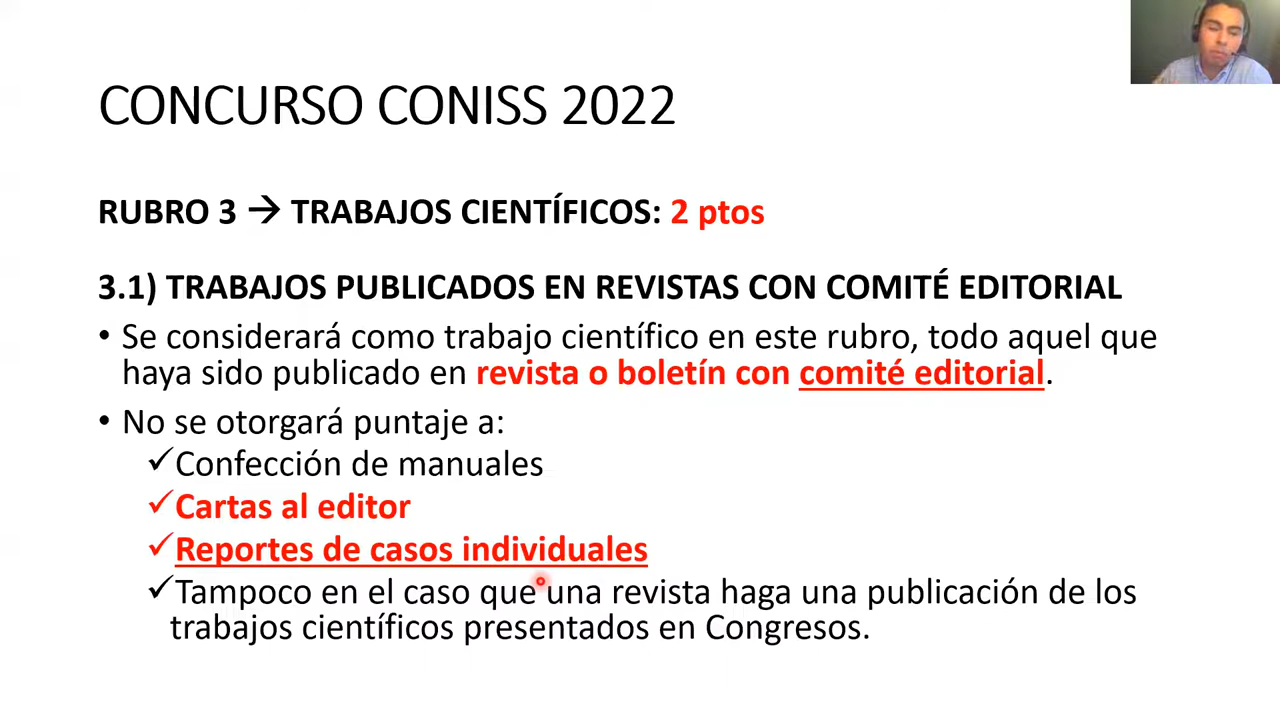 CONCURSO CONISS 2022
RUBRO 3 → TRABAJOS CIENTÍFICOS: 2 ptos
3.1) TRABAJOS PUBLICADOS EN REVISTAS CON COMITÉ EDITORIAL
• Se considerará como trabajo científico en este rubro, todo aquel que
haya sido publicado en revista o boletín con comité editorial.
• No se otorgará puntaje a:
✓Confección de manuales
✓Cartas al editor
✓Reportes de casos individuales
✓Tampoco en el caso que una revista haga una publicación de los
trabajos científicos presentados en Congresos.